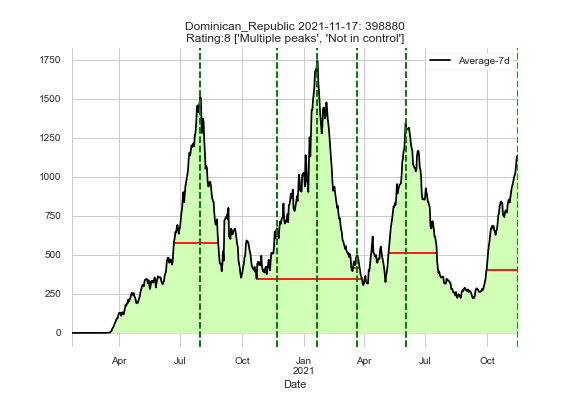 Dominican_Republic 2021-11-17: 398880
Rating:8 ['Multiple peaks', 'Not in control']
Average-7d
1750
1500
1250
1000
750
500
250
0
Apr
Jul
Oct
Jan
2021
Apr
Jul
Oct
Date